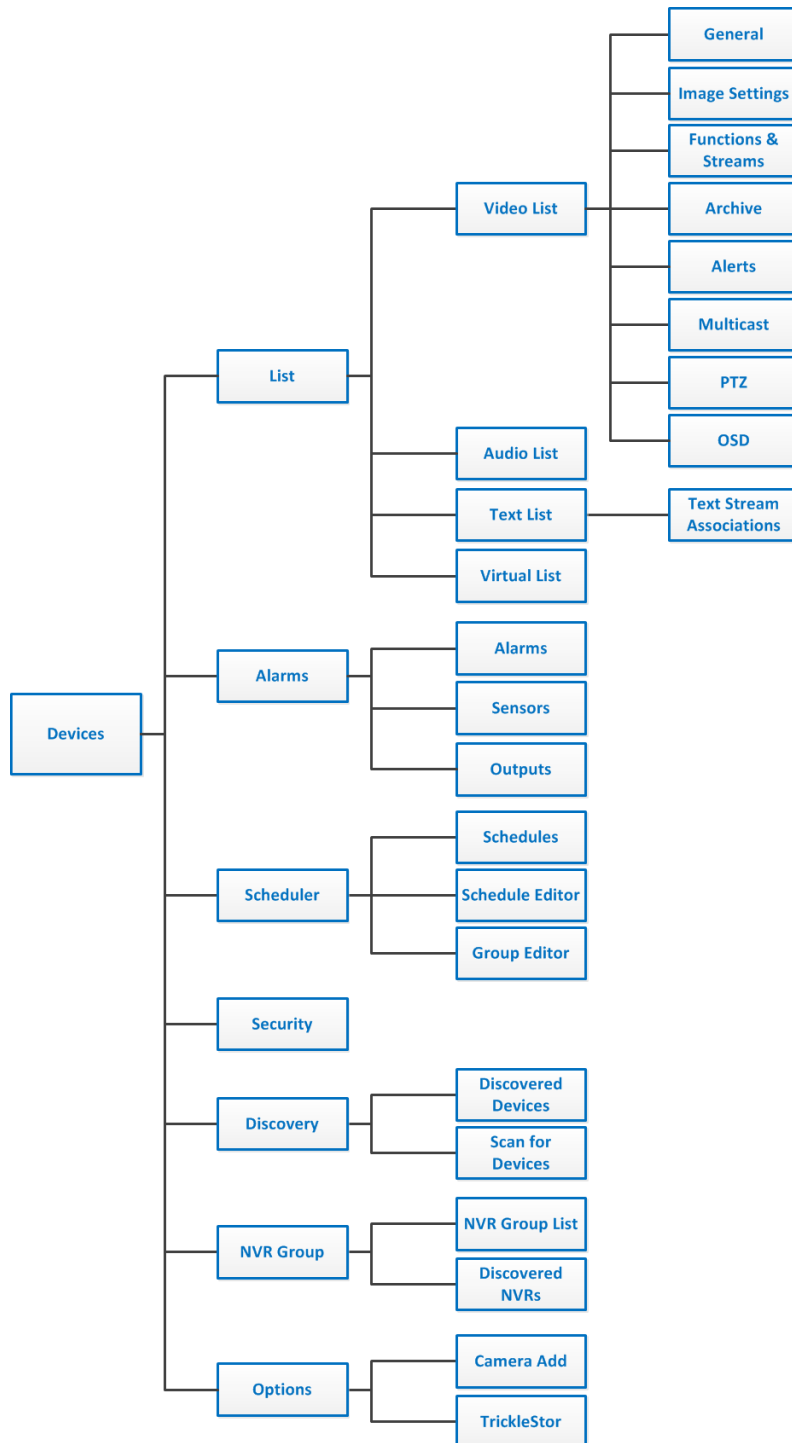 General
Image Settings
Functions &
Streams
Video List
Archive
Alerts
Multicast
List
PTZ
OSD
Audio List
Text List
Text Stream
Associations
Virtual List
Alarms
Alarms
Sensors
Devices
Outputs
Schedules
Scheduler
Schedule Editor
Group Editor
Security
Discovered
Devices
Discovery
Scan for
Devices
NVR Group List
NVR Group
Discovered
NVRs
Camera Add
Options
TrickleStor